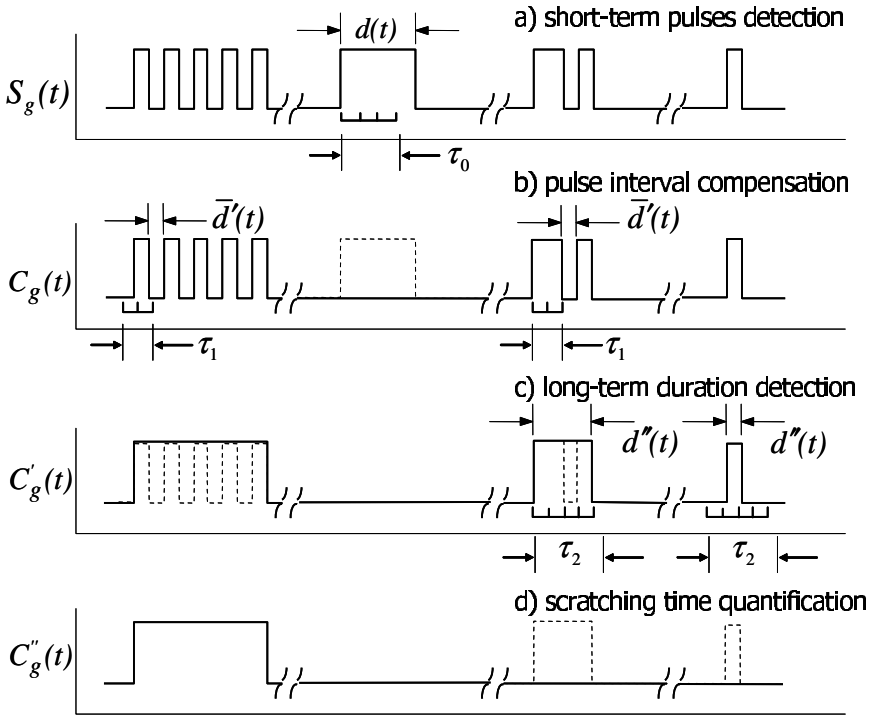 a) short-term pulses detection
d(t)
S_g(t)
τ_0
b) pulse interval compensation
d̅′(t) d̅′(t)
C_g(t)
τ_1 τ_1
c) long-term duration detection
d″(t) d″(t)
C′_g(t)
τ_2 τ_2
d) scratching time quantification
C″_g(t)